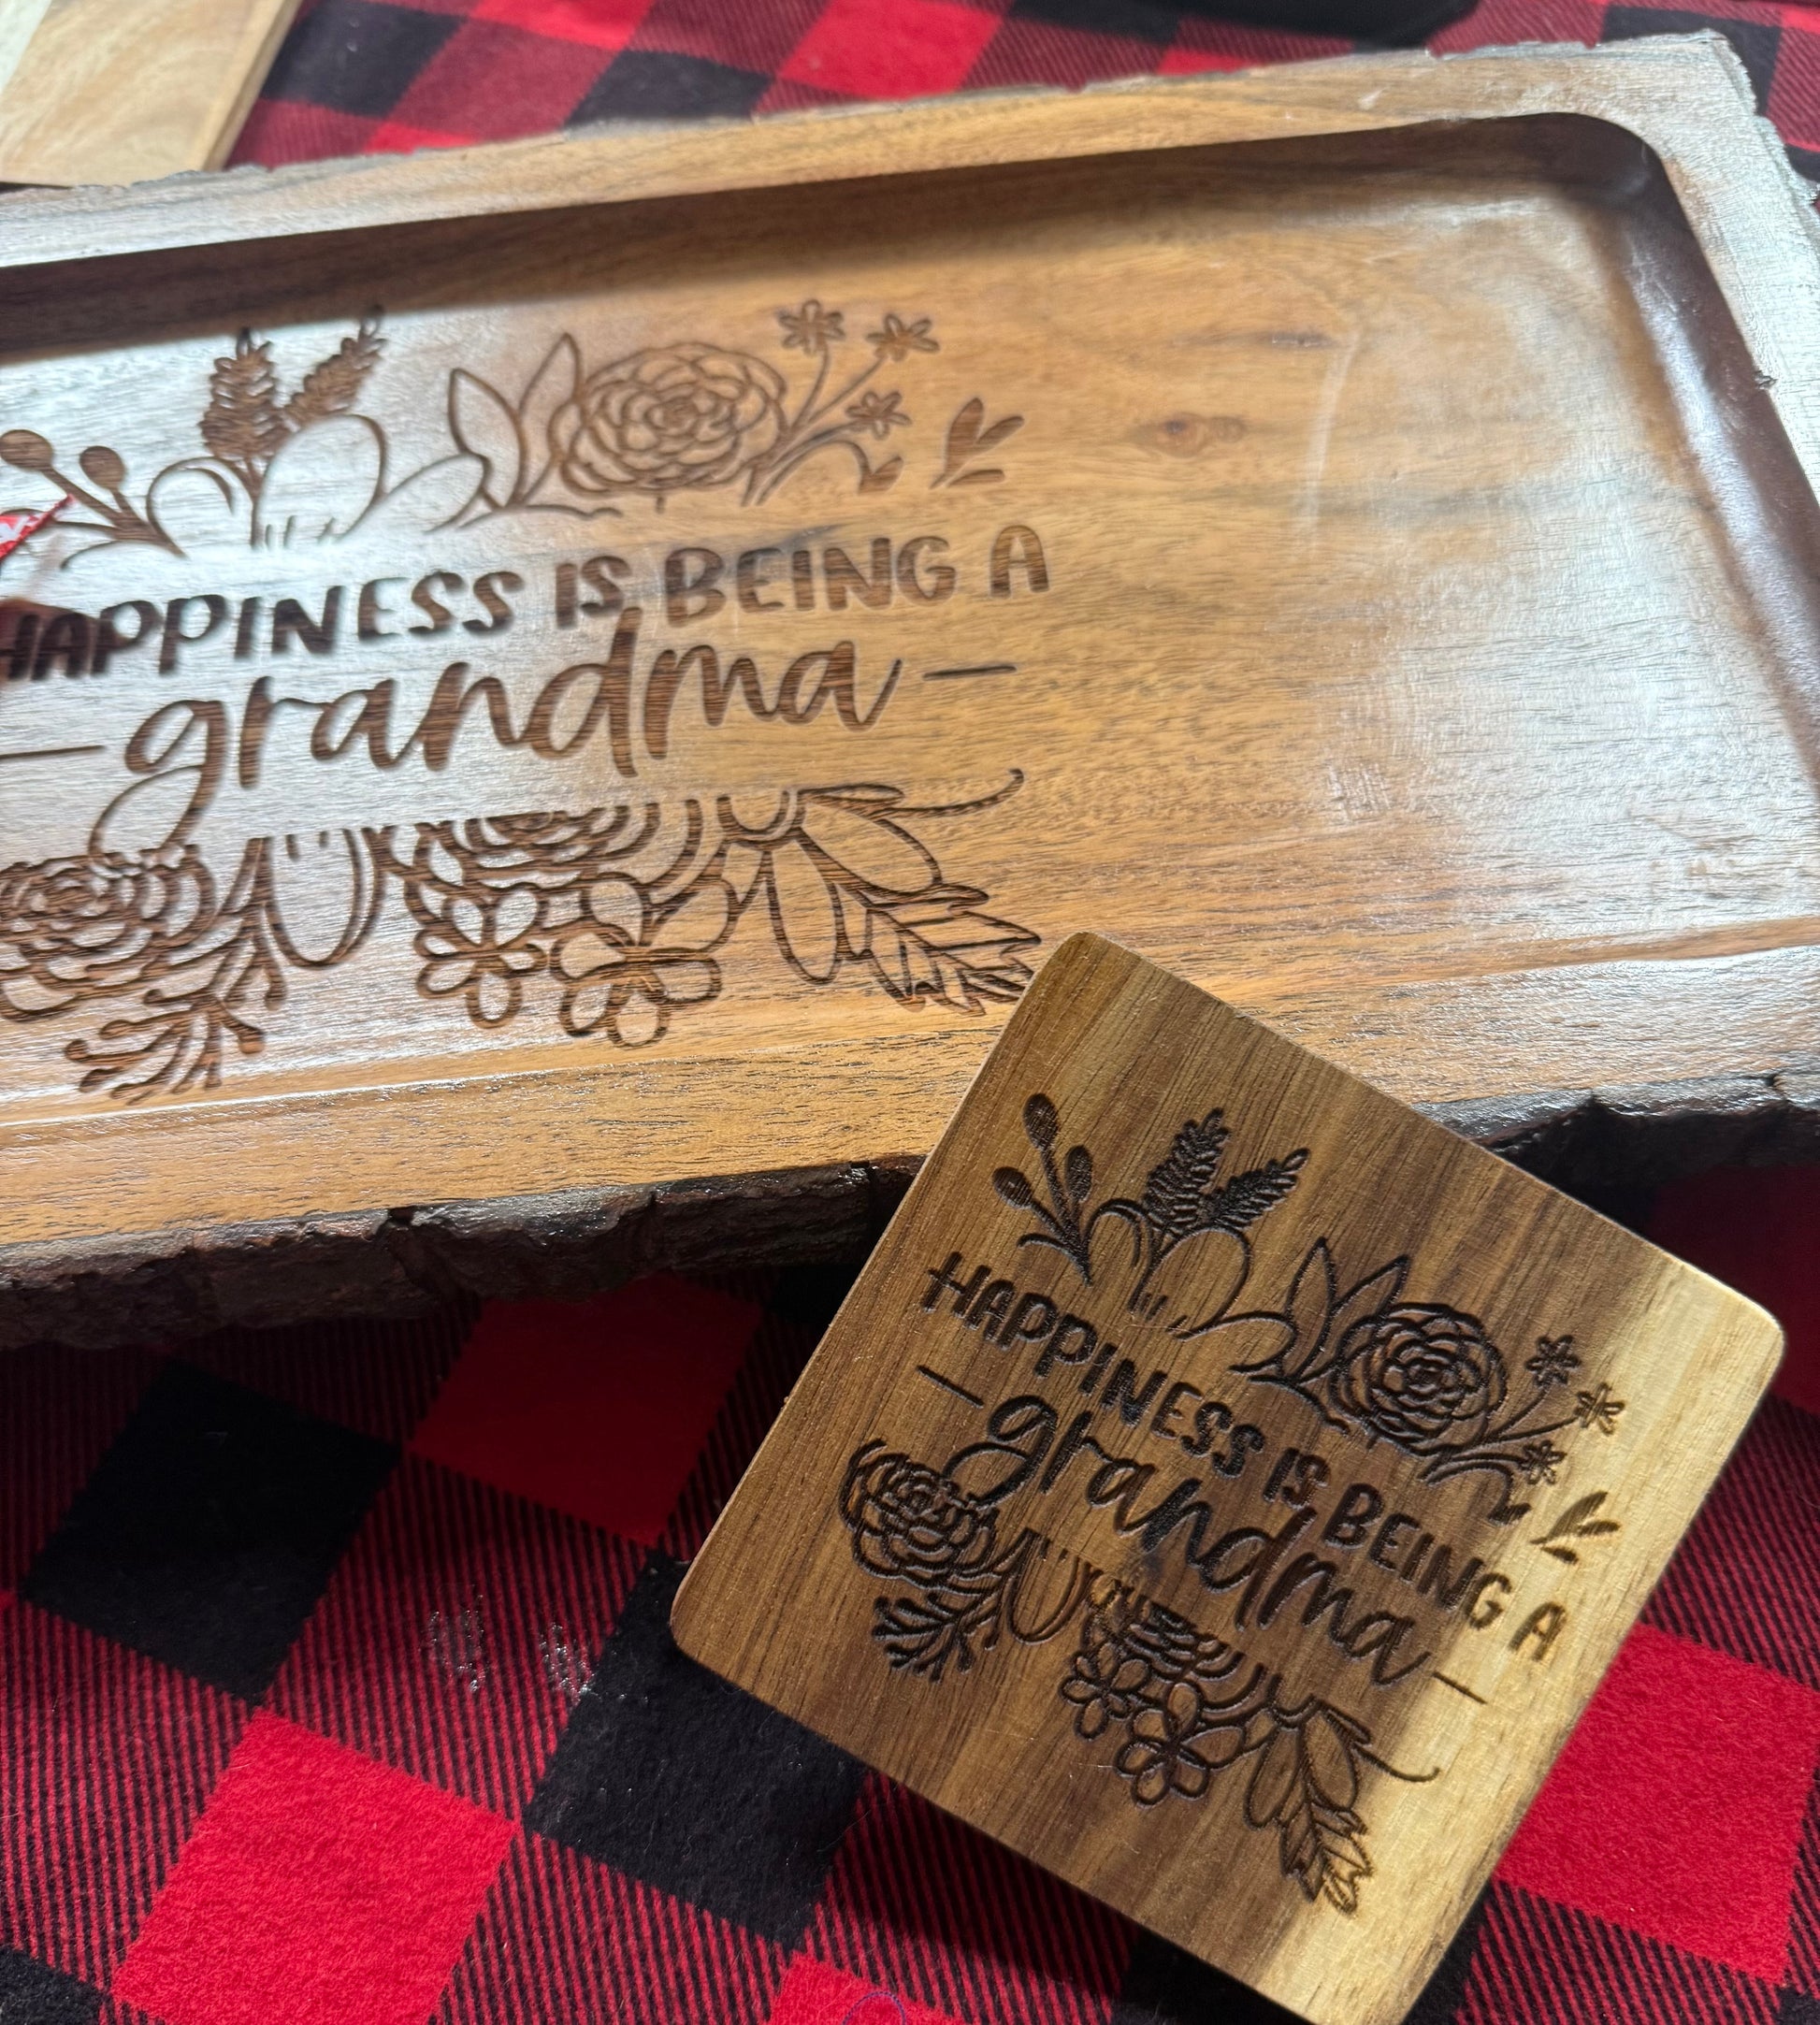 HAPPINESS IS BEING A
grandma
HAPPINESS IS BEING A
grandma